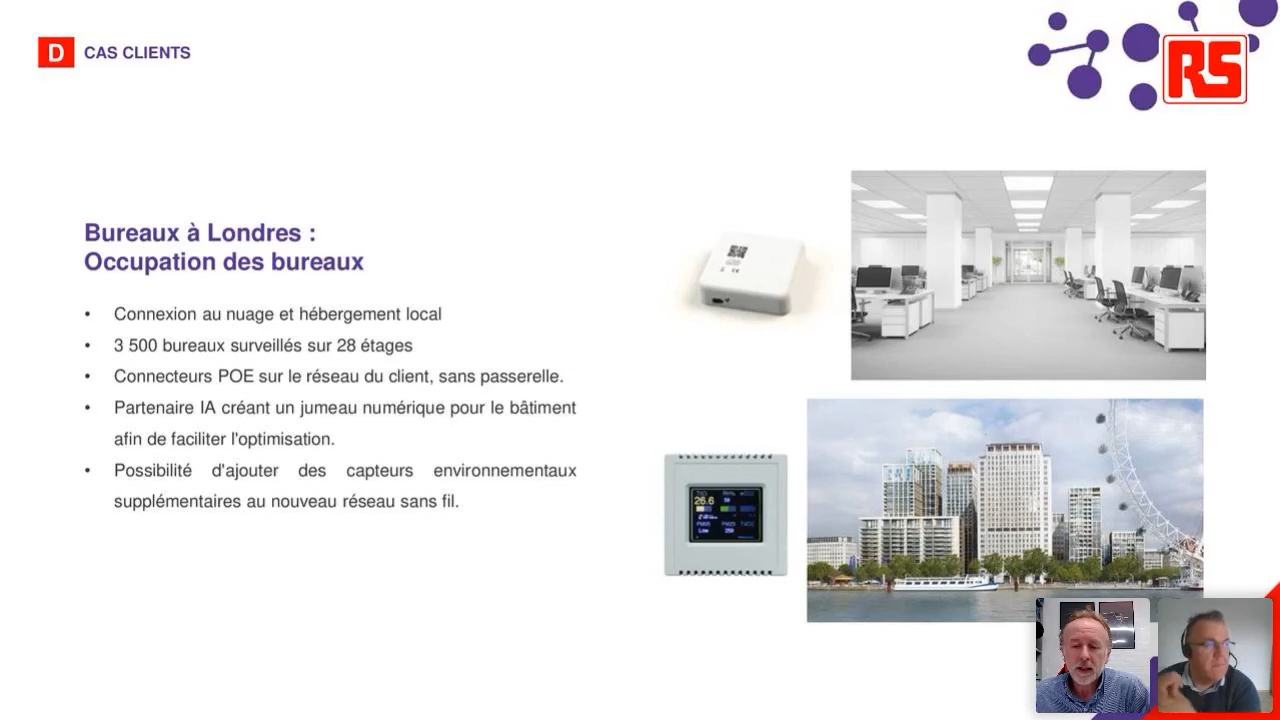 D CAS CLIENTS
RS
Bureaux à Londres :
Occupation des bureaux
• Connexion au nuage et hébergement local
• 3 500 bureaux surveillés sur 28 étages
• Connecteurs POE sur le réseau du client, sans passerelle.
• Partenaire IA créant un jumeau numérique pour le bâtiment
afin de faciliter l'optimisation.
• Possibilité d'ajouter des capteurs environnementaux
supplémentaires au nouveau réseau sans fil.
26.6